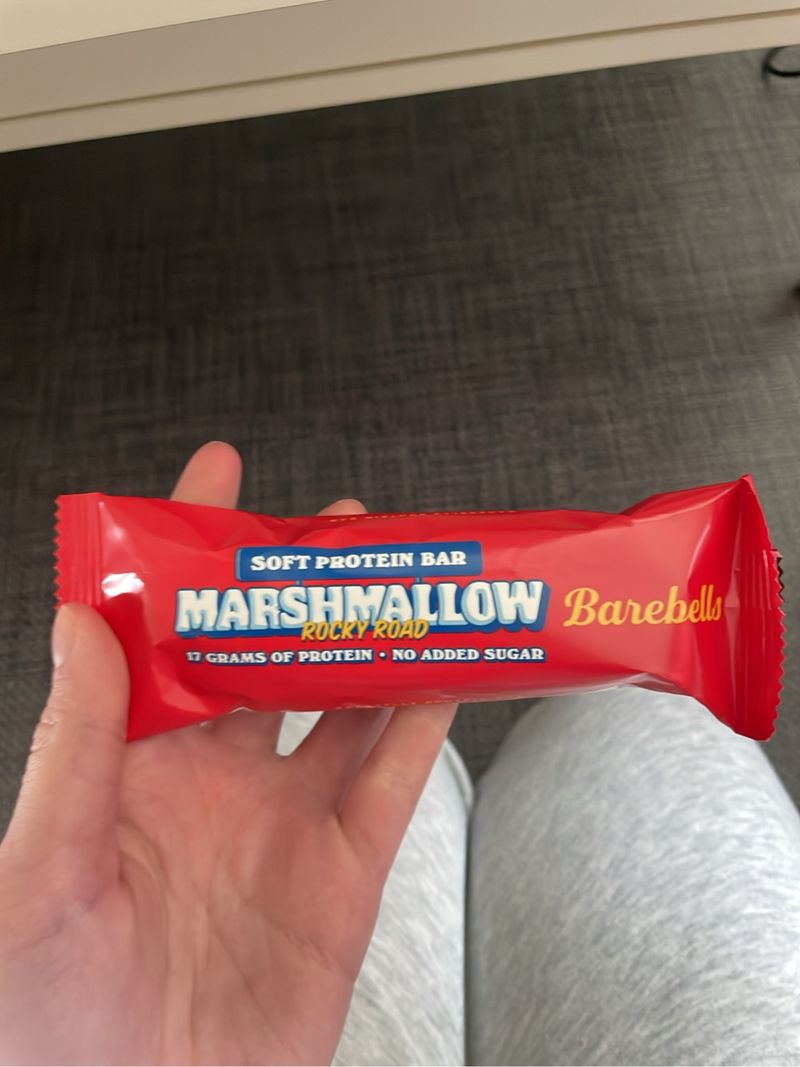 SOFT PROTEIN BAR
MARSHMALLOW
ROCKY ROAD
17 GRAMS OF PROTEIN • NO ADDED SUGAR
Barebells